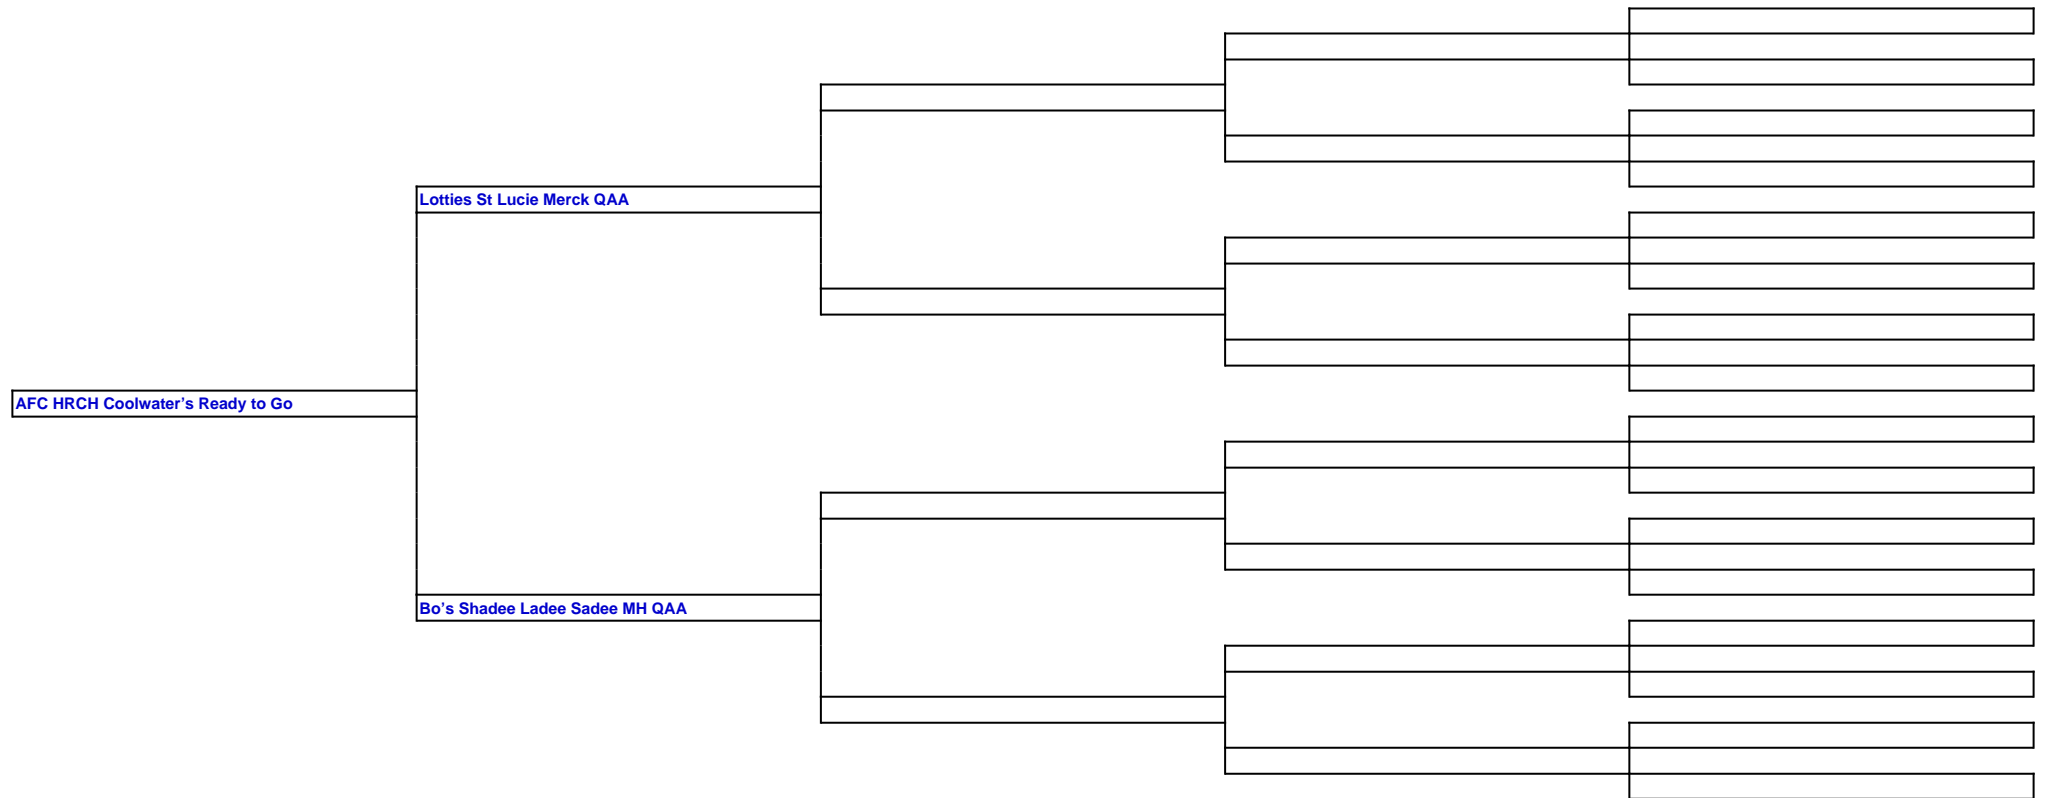 Lotties St Lucie Merck QAA
AFC HRCH Coolwater’s Ready to Go
Bo’s Shadee Ladee Sadee MH QAA